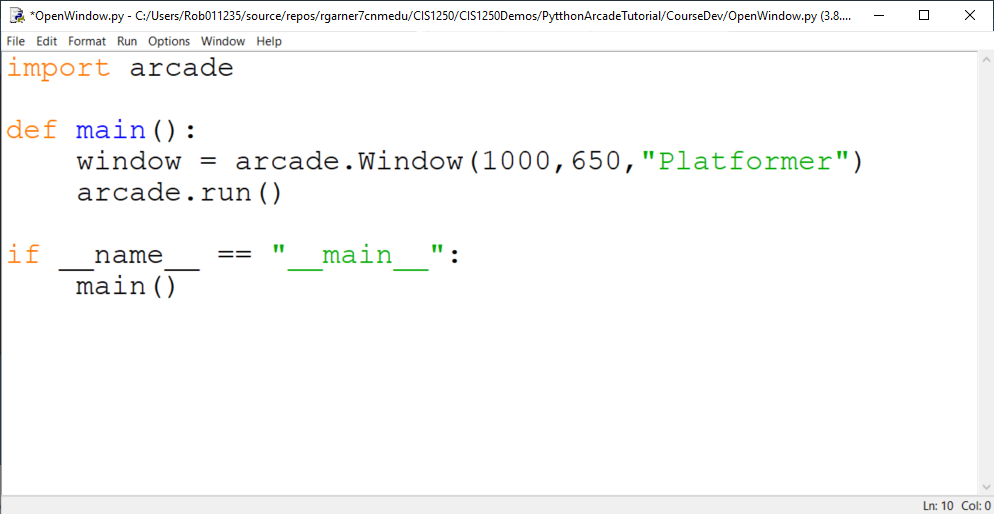 *OpenWindow.py - C:/Users/Rob011235/source/repos/rgarner7cnmedu/CIS1250/CIS1250Demos/PytthonArcadeTutorial/CourseDev/OpenWindow.py (3.8....
File Edit Format Run Options Window Help
import arcade
def main():
    window = arcade.Window(1000,650,"Platformer")
    arcade.run()
if __name__ == "__main__":
    main()
Ln: 10 Col: 0